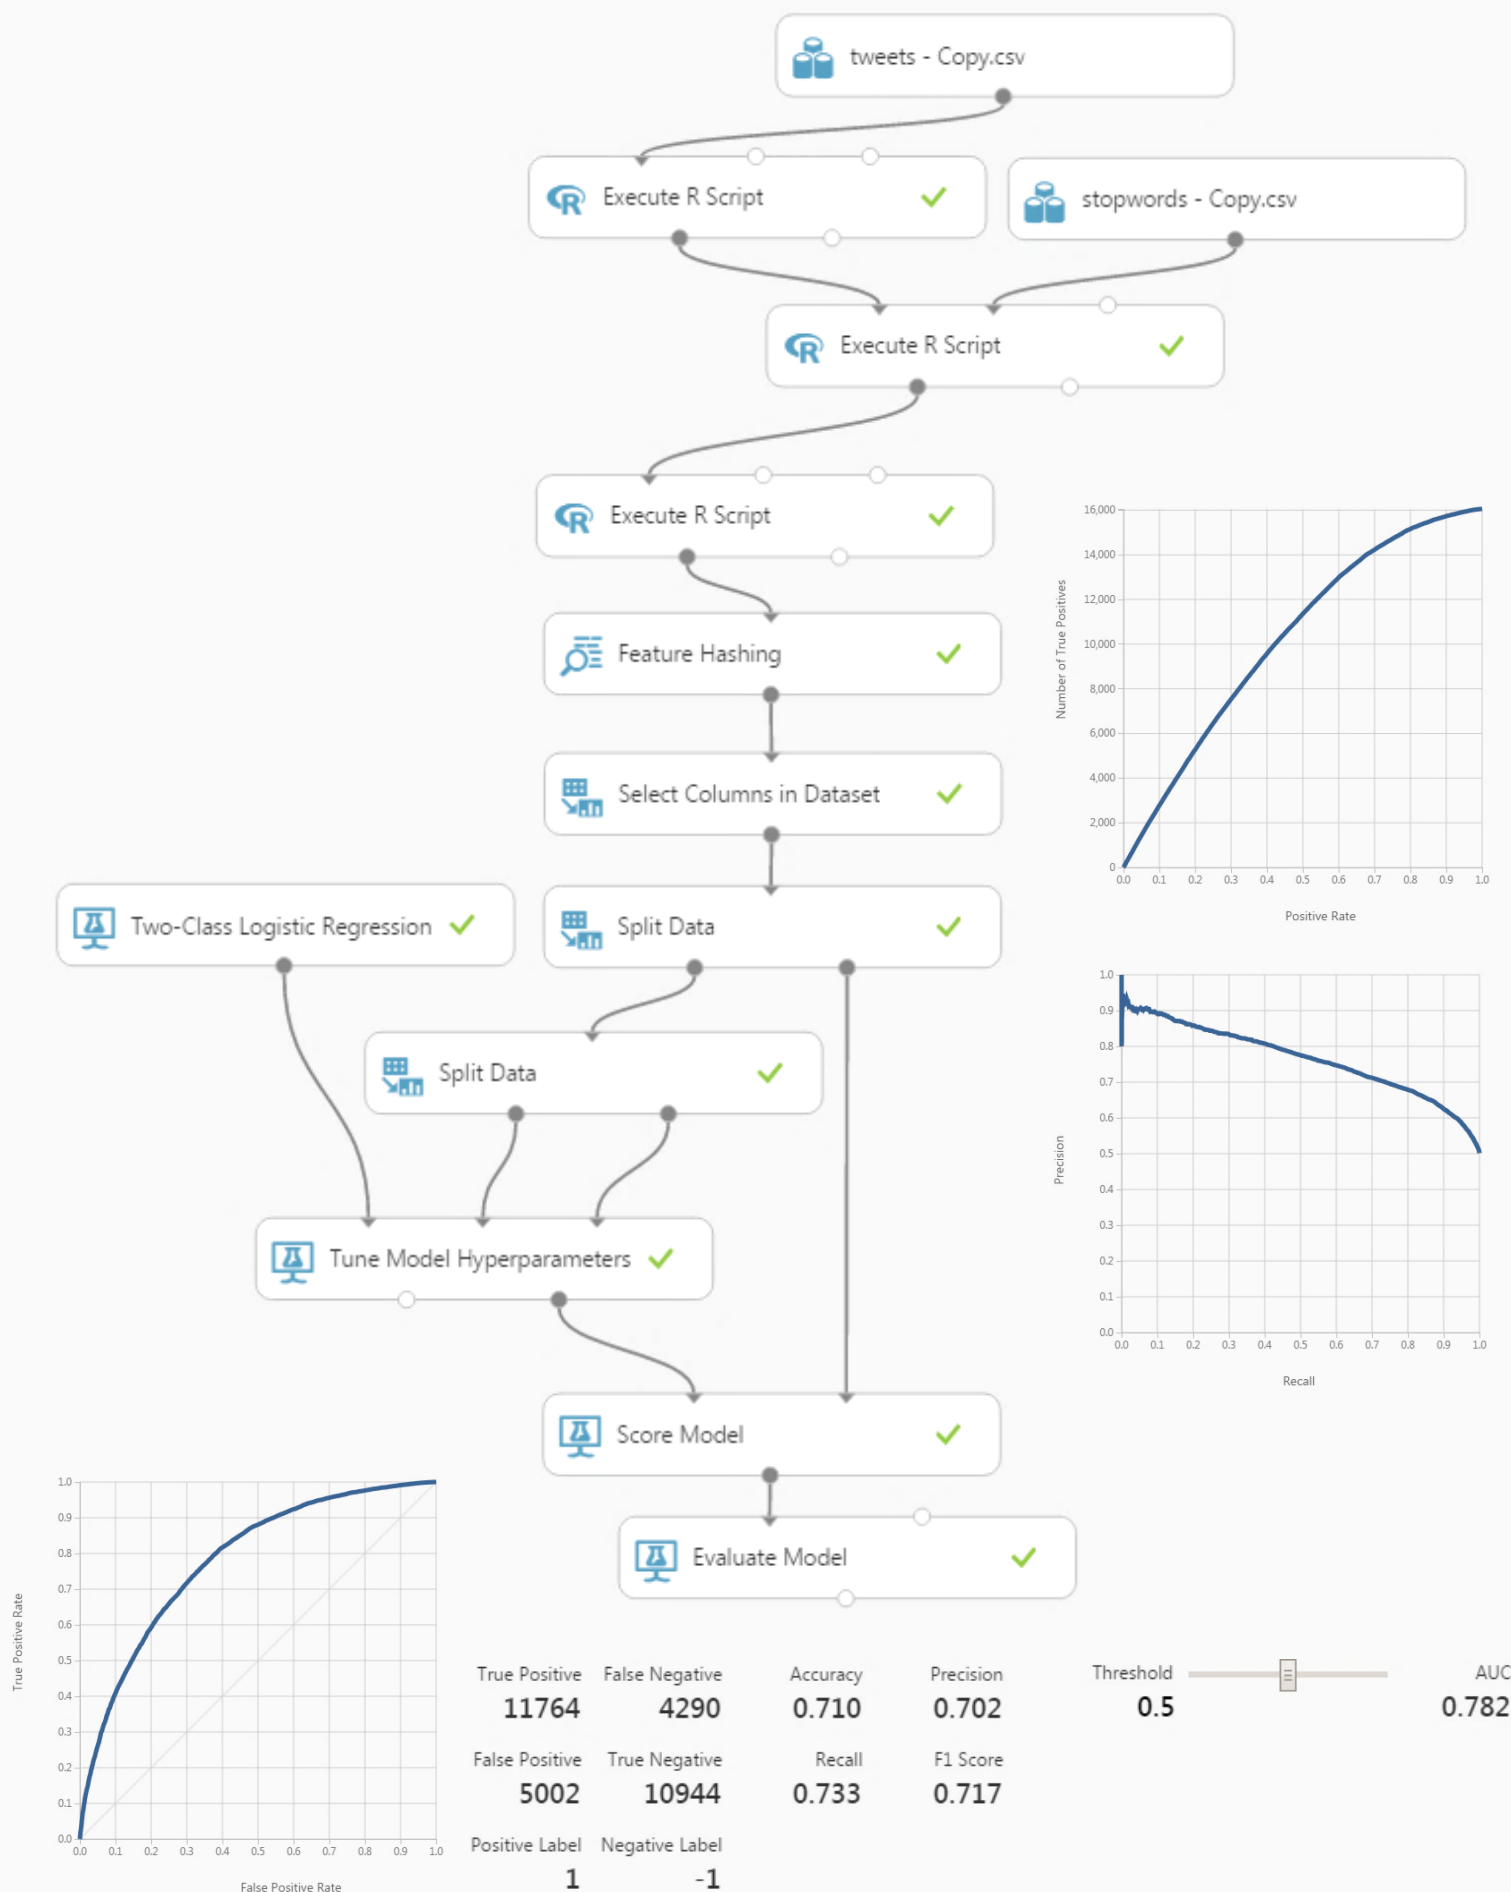 tweets - Copy.csv
Execute R Script
stopwords - Copy.csv
Execute R Script
Execute R Script
Feature Hashing
Select Columns in Dataset
Two-Class Logistic Regression
Split Data
Split Data
Tune Model Hyperparameters
Score Model
Evaluate Model
16,000
14,000
12,000
10,000
8,000
6,000
4,000
2,000
0
Number of True Positives
0.0 0.1 0.2 0.3 0.4 0.5 0.6 0.7 0.8 0.9 1.0
Positive Rate
1.0
0.9
0.8
0.7
0.6
0.5
0.4
0.3
0.2
0.1
0.0
Precision
0.0 0.1 0.2 0.3 0.4 0.5 0.6 0.7 0.8 0.9 1.0
Recall
1.0
0.9
0.8
0.7
0.6
0.5
0.4
0.3
0.2
0.1
0.0
True Positive Rate
0.0 0.1 0.2 0.3 0.4 0.5 0.6 0.7 0.8 0.9 1.0
False Positive Rate
True Positive False Negative Accuracy Precision Threshold AUC
11764 4290 0.710 0.702 0.5 0.782
False Positive True Negative Recall F1 Score
5002 10944 0.733 0.717
Positive Label Negative Label
1 -1